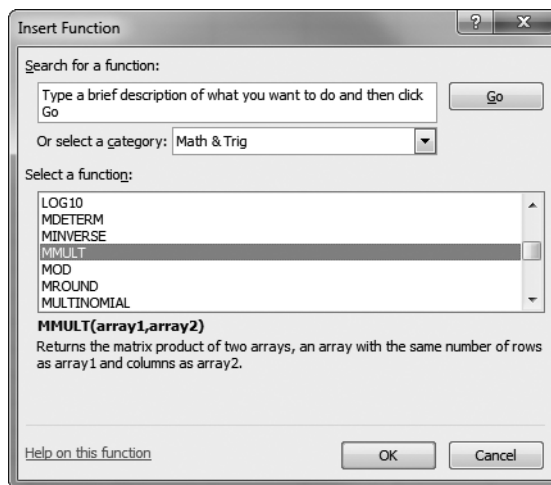 Insert Function
? X
Search for a function:
Type a brief description of what you want to do and then click
Go
Go
Or select a category: Math & Trig
Select a function:
LOG10
MDETERM
MINVERSE
MMULT
MOD
MROUND
MULTINOMIAL
MMULT(array1,array2)
Returns the matrix product of two arrays, an array with the same number of rows
as array1 and columns as array2.
Help on this function
OK
Cancel